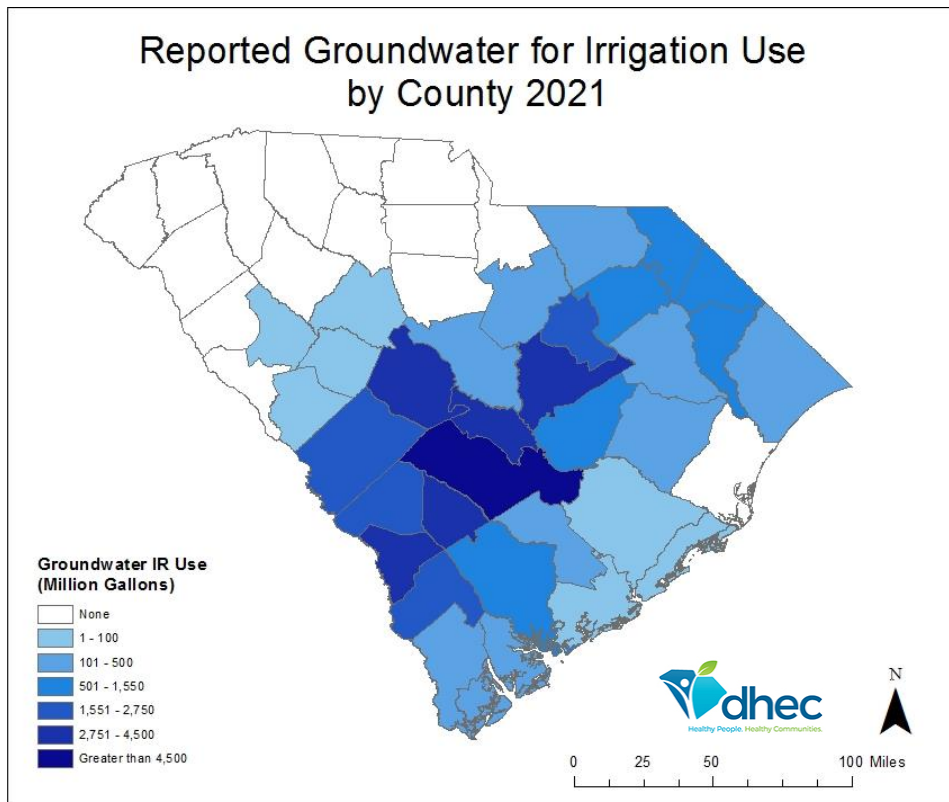 Reported Groundwater for Irrigation Use
by County 2021
Groundwater IR Use
(Million Gallons)
None
1 - 100
101 - 500
501 - 1,550
1,551 - 2,750
2,751 - 4,500
Greater than 4,500
dhec
Healthy People. Healthy Communities.
N
0 25 50 100 Miles